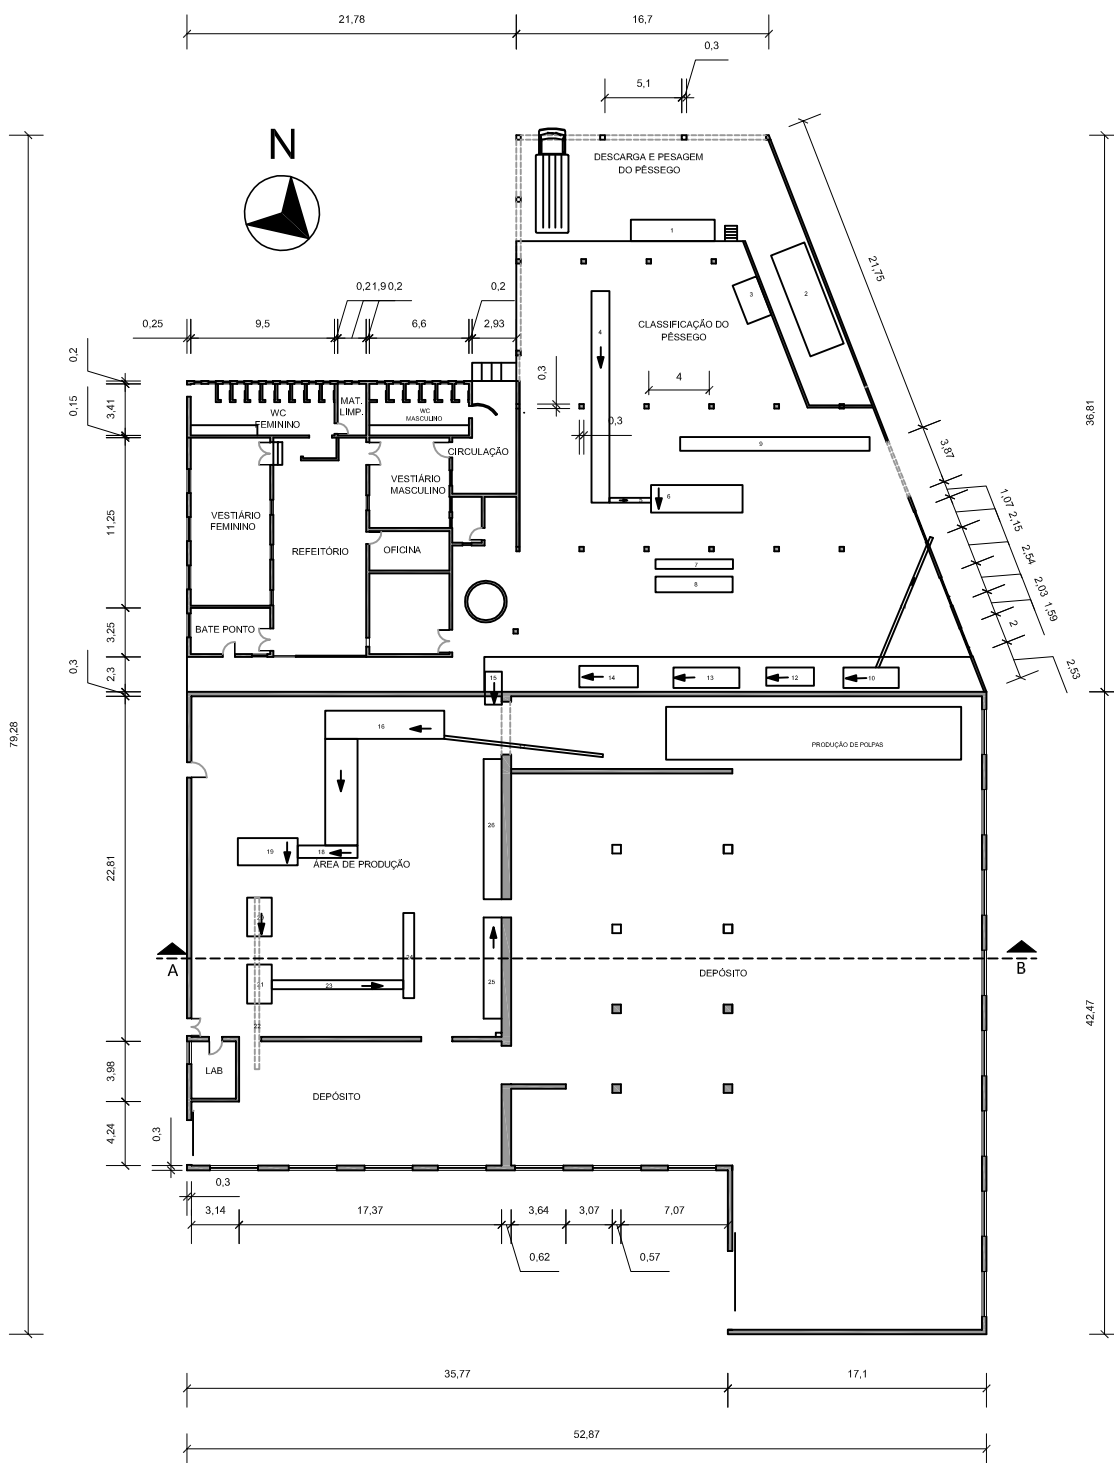 21,78
16,7
0,3
5,1
N
DESCARGA E PESAGEM
DO PÊSSEGO
1
2
3
21,75
0,2
1,9
0,2
0,2
0,25
9,5
6,6
2,93
4
CLASSIFICAÇÃO DO
PÊSSEGO
0,2
0,15
3,41
0,3
4
0,3
36,81
WC
FEMININO
MAT.
LIMP.
WC
MASCULINO
CIRCULAÇÃO
9
3,87
VESTIÁRIO
MASCULINO
5
6
1,07
2,15
2,54
2,03
1,59
2
2,53
11,25
VESTIÁRIO
FEMININO
REFEITÓRIO
OFICINA
7
8
BATE PONTO
3,25
2,3
0,3
15
14
13
12
10
79,28
16
PRODUÇÃO DE POLPAS
26
19
18
ÁREA DE PRODUÇÃO
22,81
A
B
DEPÓSITO
21
23
24
25
22
42,47
3,98
LAB
DEPÓSITO
4,24
0,3
0,3
3,14
17,37
3,64
3,07
7,07
0,62
0,57
35,77
17,1
52,87